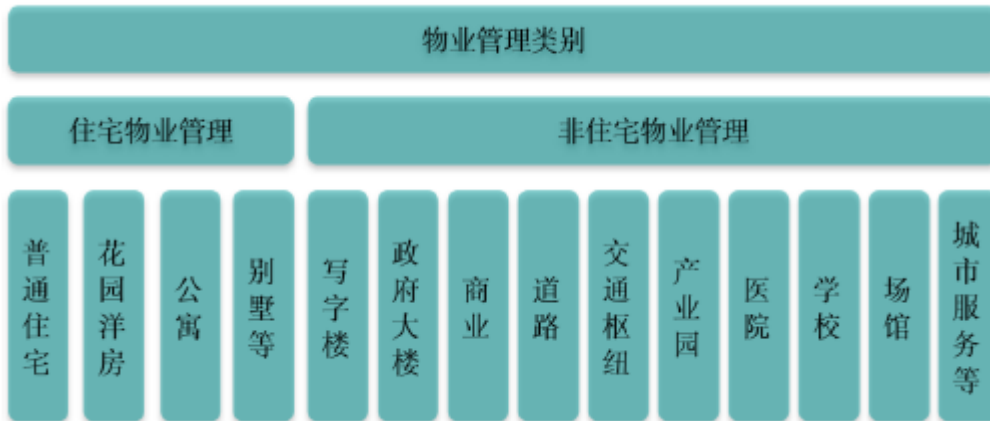 物业管理类别
住宅物业管理
非住宅物业管理
普通住宅
花园洋房
公寓
别墅等
写字楼
政府大楼
商业
道路
交通枢纽
产业园
医院
学校
场馆
城市服务等